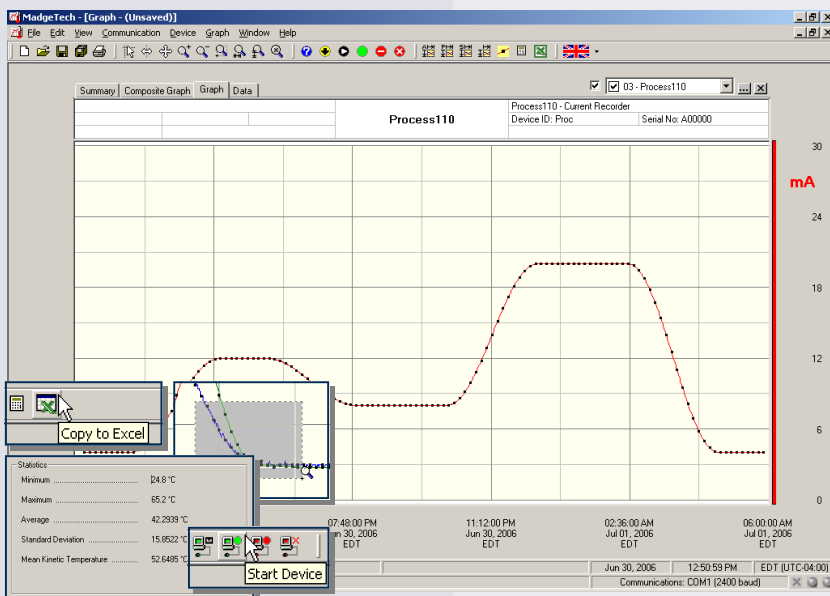 MadgeTech - [Graph - (Unsaved)]
File Edit View Communication Device Graph Window Help
Summary Composite Graph Graph Data
03 - Process110
Process110
Process110 - Current Recorder
Device ID: Proc Serial No: A00000
30
mA
24
18
12
6
0
Copy to Excel
Statistics
Minimum 24.8 °C
Maximum 65.2 °C
Average 42.2939 °C
Standard Deviation 15.8522 °C
Mean Kinetic Temperature 52.6485 °C
Start Device
07:48:00 PM
Jun 30, 2006
EDT
11:12:00 PM
Jun 30, 2006
EDT
02:36:00 AM
Jul 01, 2006
EDT
06:00:00 AM
Jul 01, 2006
EDT
Jun 30, 2006 12:50:59 PM EDT (UTC-04:00)
Communications: COM1 (2400 baud)